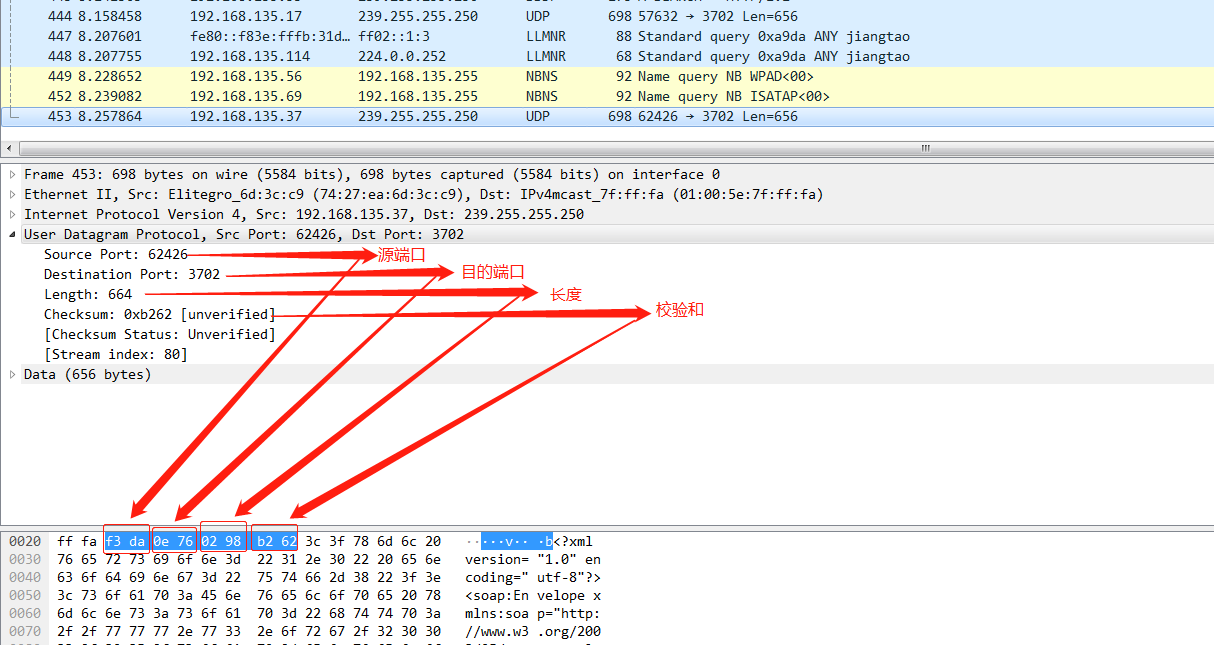 444 8.158458 192.168.135.17 239.255.255.250 UDP 698 57632 → 3702 Len=656
447 8.207601 fe80::f83e:fffb:31d… ff02::1:3 LLMNR 88 Standard query 0xa9da ANY jiangtao
448 8.207755 192.168.135.114 224.0.0.252 LLMNR 68 Standard query 0xa9da ANY jiangtao
449 8.228652 192.168.135.56 192.168.135.255 NBNS 92 Name query NB WPAD<00>
452 8.239082 192.168.135.69 192.168.135.255 NBNS 92 Name query NB ISATAP<00>
453 8.257864 192.168.135.37 239.255.255.250 UDP 698 62426 → 3702 Len=656
Frame 453: 698 bytes on wire (5584 bits), 698 bytes captured (5584 bits) on interface 0
Ethernet II, Src: Elitegro_6d:3c:c9 (74:27:ea:6d:3c:c9), Dst: IPv4mcast_7f:ff:fa (01:00:5e:7f:ff:fa)
Internet Protocol Version 4, Src: 192.168.135.37, Dst: 239.255.255.250
User Datagram Protocol, Src Port: 62426, Dst Port: 3702
Source Port: 62426 源端口
Destination Port: 3702 目的端口
Length: 664 长度
Checksum: 0xb262 [unverified] 校验和
[Checksum Status: Unverified]
[Stream index: 80]
Data (656 bytes)
0020 ff fa f3 da 0e 76 02 98 b2 62 3c 3f 78 6d 6c 20 ·····v·· ·b<?xml
0030 76 65 72 73 69 6f 6e 3d 22 31 2e 30 22 20 65 6e version= "1.0" en
0040 63 6f 64 69 6e 67 3d 22 75 74 66 2d 38 22 3f 3e coding=" utf-8"?>
0050 3c 73 6f 61 70 3a 45 6e 76 65 6c 6f 70 65 20 78 <soap:En velope x
0060 6d 6c 6e 73 3a 73 6f 61 70 3d 22 68 74 74 70 3a mlns:soa p="http:
0070 2f 2f 77 77 77 2e 77 33 2e 6f 72 67 2f 32 30 30 //www.w3 .org/200